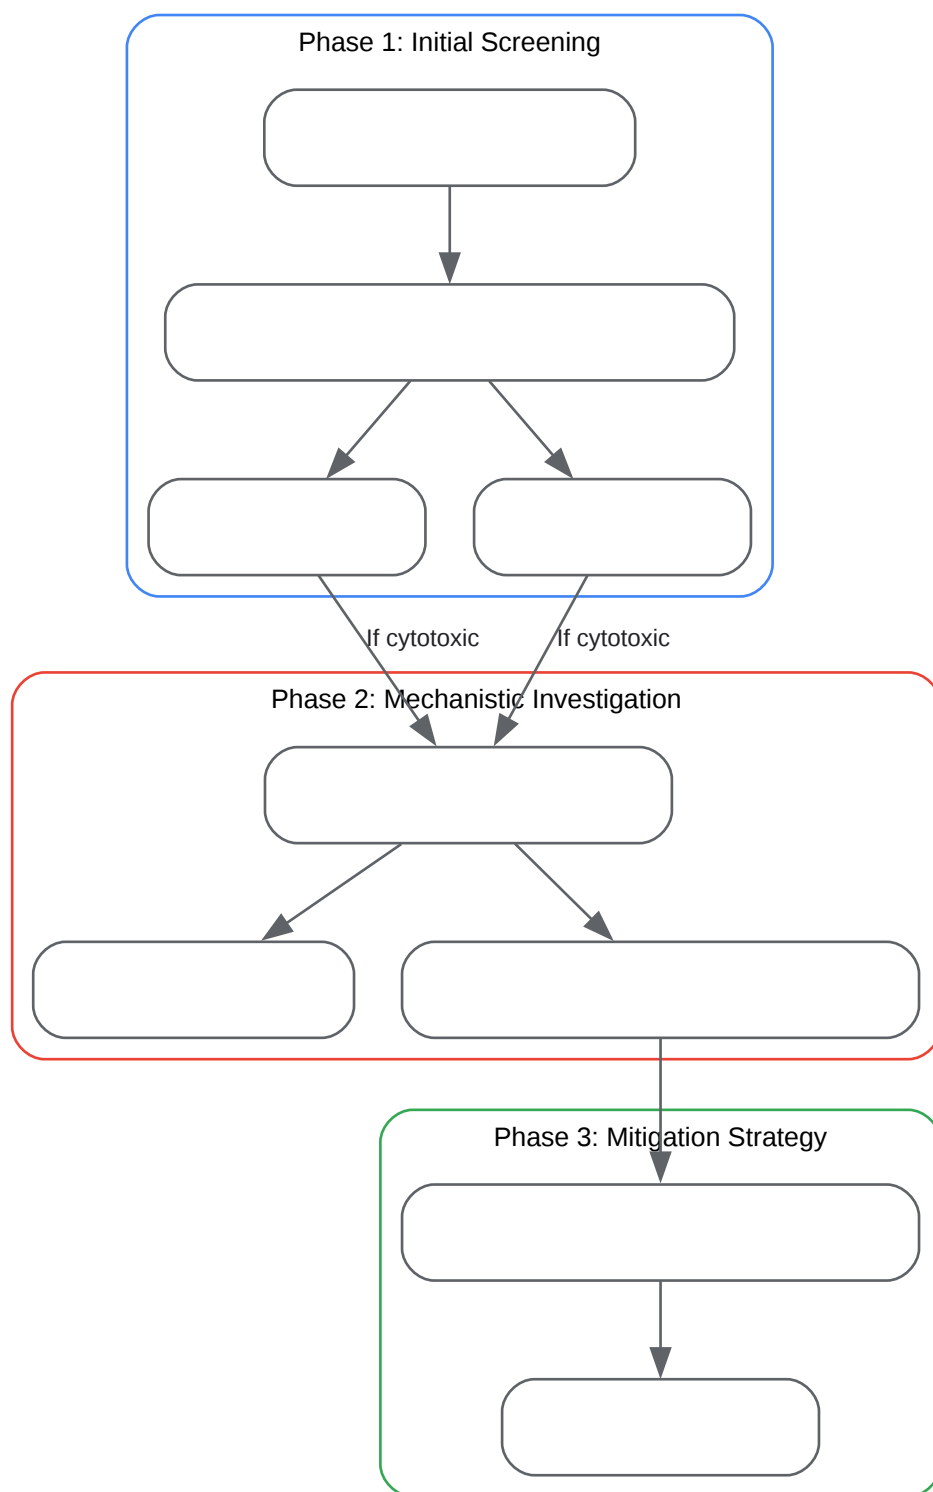 Phase 1: Initial Screening
If cytotoxic
If cytotoxic
Phase 2: Mechanistic Investigation
Phase 3: Mitigation Strategy